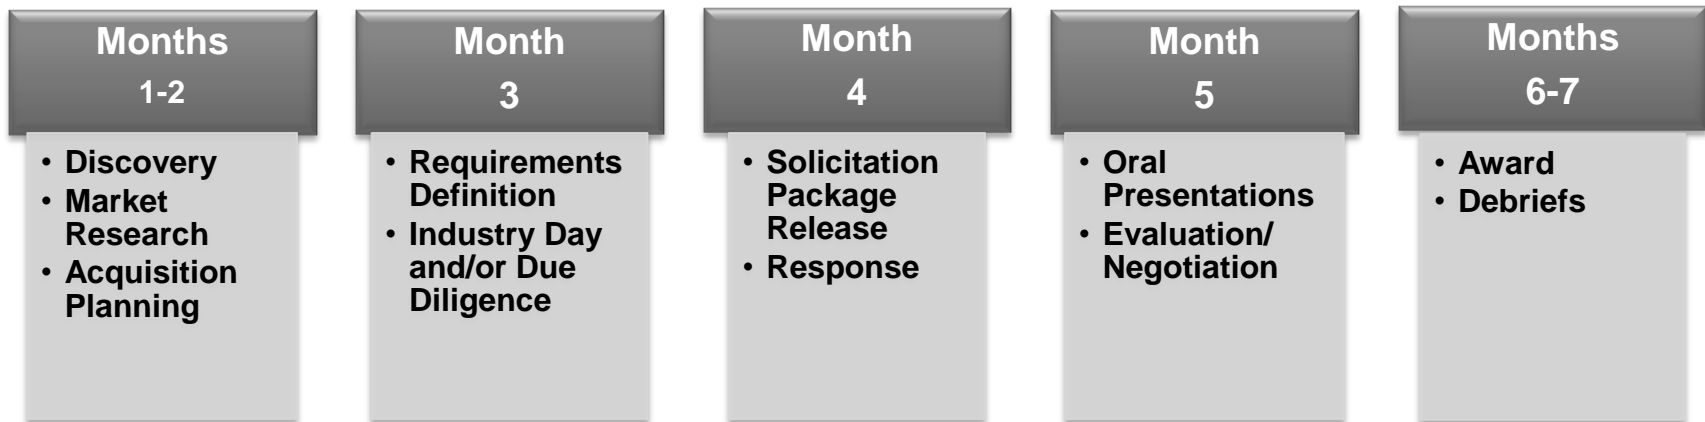 Months
1-2
• Discovery
• Market
Research
• Acquisition
Planning
Month
3
• Requirements
Definition
• Industry Day
and/or Due
Diligence
Month
4
• Solicitation
Package
Release
• Response
Month
5
• Oral
Presentations
• Evaluation/
Negotiation
Months
6-7
• Award
• Debriefs